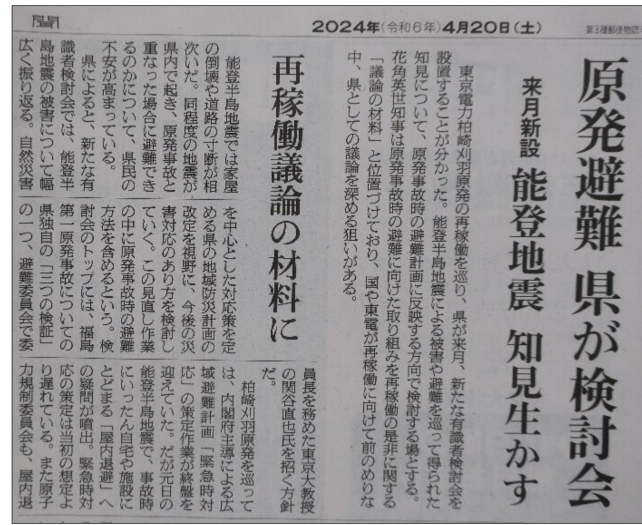 聞
2024年(令和6年)4月20日(土)
第3種郵便物認
原発避難 県が検討会
来月新設 能登地震 知見生かす
東京電力柏崎刈羽原発の再稼働を巡り、県が来月、新たな有識者検討会を
設置することが分かった。能登半島地震による被害や避難を巡って得られた
知見について、原発事故時の避難計画に反映する方向で検討する場とする。
花角英世知事は原発事故時の避難に向けた取り組みを再稼働の是非に関する
「議論の材料」と位置づけており、国や東電が再稼働に向けて前のめりな
中、県としての議論を深める狙いがある。
再稼働議論の材料に
能登半島地震では家屋
の倒壊や道路の寸断が相
次いだ。同程度の地震が
県内で起き、原発事故と
重なった場合に避難でき
るのかについて、県民の
不安が高まっている。
県によると、新たな有
識者検討会では、能登半
島地震の被害について幅
広く振り返る。自然災害
を中心とした対応策を定
める県の地域防災計画の
改定を視野に、今後の災
害対応のあり方を検討し
ていく。この見直し作業
の中に原発事故時の避難
方法を含めるという。検
討会のトップには、福島
第一原発事故についての
県独自の「三つの検証」
の一つ、避難委員会で委
員長を務めた東京大教授
の関谷直也氏を招く方針
だ。
柏崎刈羽原発を巡って
は、内閣府主導による広
域避難計画「緊急時対
応」の策定作業が終盤を
迎えていた。だが元日の
能登半島地震で、事故時
にいったん自宅や施設に
とどまる「屋内退避」へ
の疑問が噴出。緊急時対
応の策定は当初の想定よ
り遅れている。また原子
力規制委員会も、屋内退